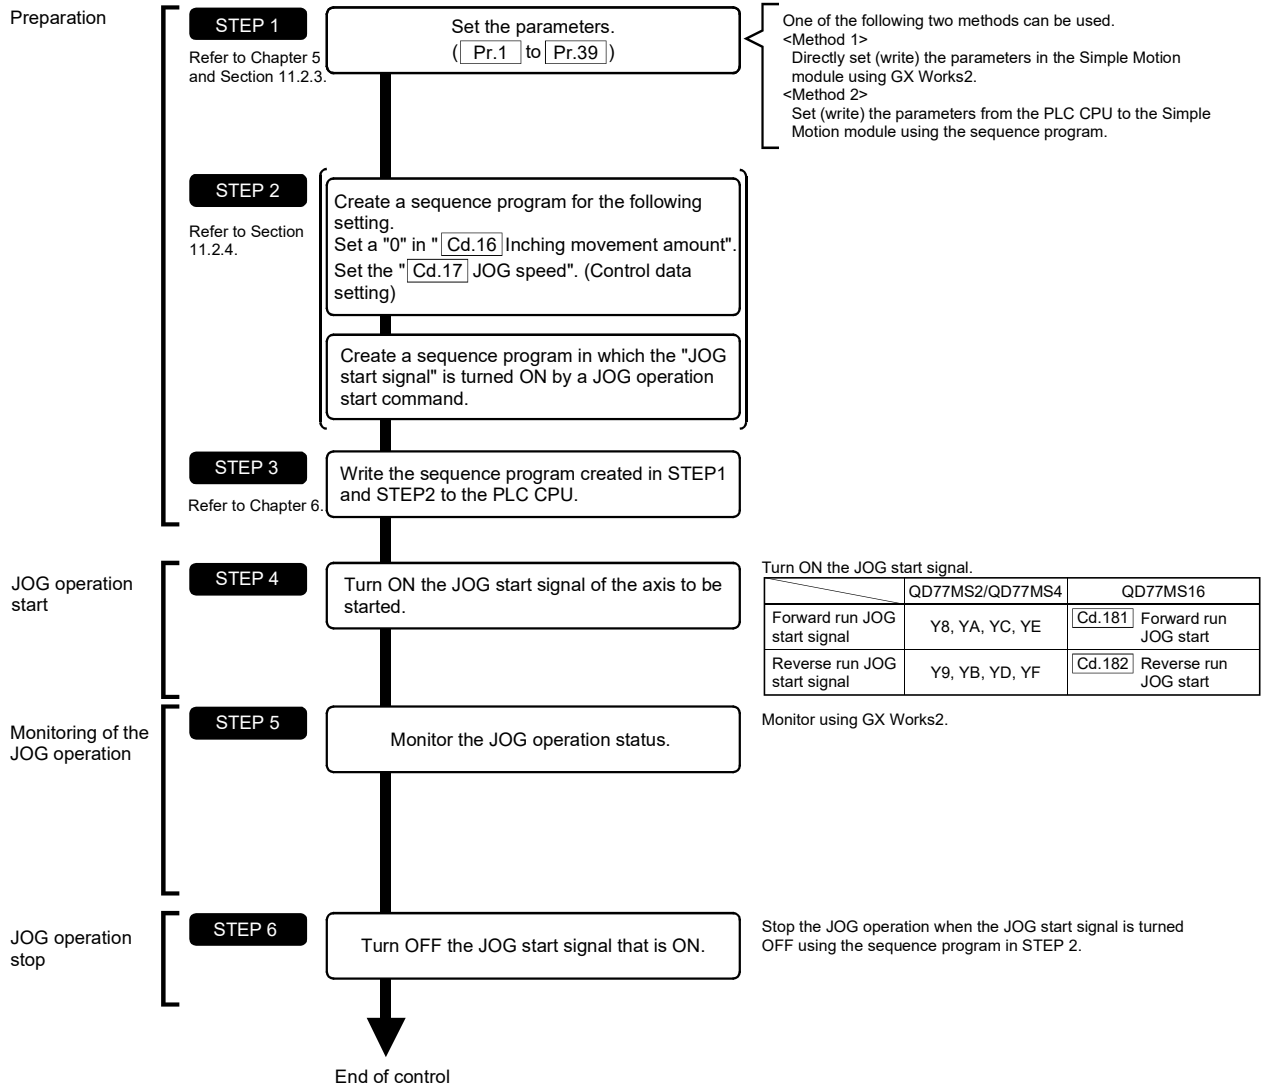 Preparation
STEP 1
Refer to Chapter 5
and Section 11.2.3.
Set the parameters.
( Pr.1 to Pr.39 )
One of the following two methods can be used.
<Method 1>
Directly set (write) the parameters in the Simple Motion
module using GX Works2.
<Method 2>
Set (write) the parameters from the PLC CPU to the Simple
Motion module using the sequence program.
STEP 2
Refer to Section
11.2.4.
Create a sequence program for the following
setting.
Set a "0" in " Cd.16 Inching movement amount".
Set the " Cd.17 JOG speed". (Control data
setting)
Create a sequence program in which the "JOG
start signal" is turned ON by a JOG operation
start command.
STEP 3
Refer to Chapter 6.
Write the sequence program created in STEP1
and STEP2 to the PLC CPU.
JOG operation
start
STEP 4
Turn ON the JOG start signal of the axis to be
started.
Turn ON the JOG start signal.
QD77MS2/QD77MS4 QD77MS16
Forward run JOG
start signal
Y8, YA, YC, YE
Cd.181 Forward run
JOG start
Reverse run JOG
start signal
Y9, YB, YD, YF
Cd.182 Reverse run
JOG start
Monitoring of the
JOG operation
STEP 5
Monitor the JOG operation status.
Monitor using GX Works2.
JOG operation
stop
STEP 6
Turn OFF the JOG start signal that is ON.
Stop the JOG operation when the JOG start signal is turned
OFF using the sequence program in STEP 2.
End of control